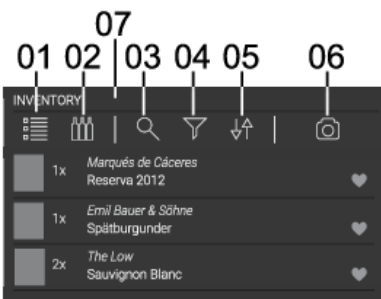 07
01 02 03 04 05 06
INVENTORY
1x Marqués de Cáceres
Reserva 2012
1x Emil Bauer & Söhne
Spätburgunder
2x The Low
Sauvignon Blanc